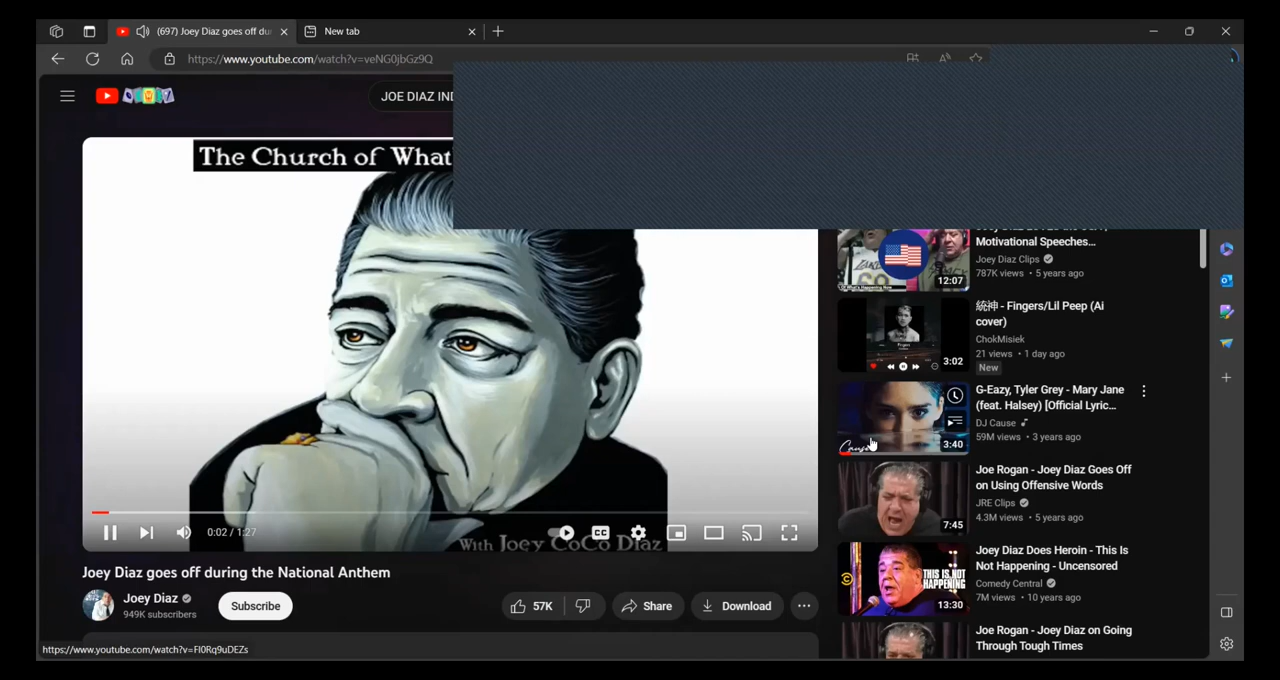 (697) Joey Diaz goes off du
New tab
https://www.youtube.com/watch?v=veNG0jbGz9Q
JOE DIAZ
The Church of What
With Joey CoCo Diaz
0:02 / 1:27
CC
Joey Diaz goes off during the National Anthem
Joey Diaz
949K subscribers
Subscribe
57K
Share
Download
Motivational Speeches...
Joey Diaz Clips
787K views • 5 years ago
12:07
統神 - Fingers/Lil Peep (Ai
cover)
ChokMisiek
21 views • 1 day ago
New
3:02
G-Eazy, Tyler Grey - Mary Jane
(feat. Halsey) [Official Lyric...
DJ Cause
59M views • 3 years ago
Cause
3:40
Joe Rogan - Joey Diaz Goes Off
on Using Offensive Words
JRE Clips
4.3M views • 5 years ago
7:45
Joey Diaz Does Heroin - This Is
Not Happening - Uncensored
Comedy Central
7M views • 10 years ago
THIS IS NOT
HAPPENING
13:30
Joe Rogan - Joey Diaz on Going
Through Tough Times
https://www.youtube.com/watch?v=FI0Rq9uDEZs